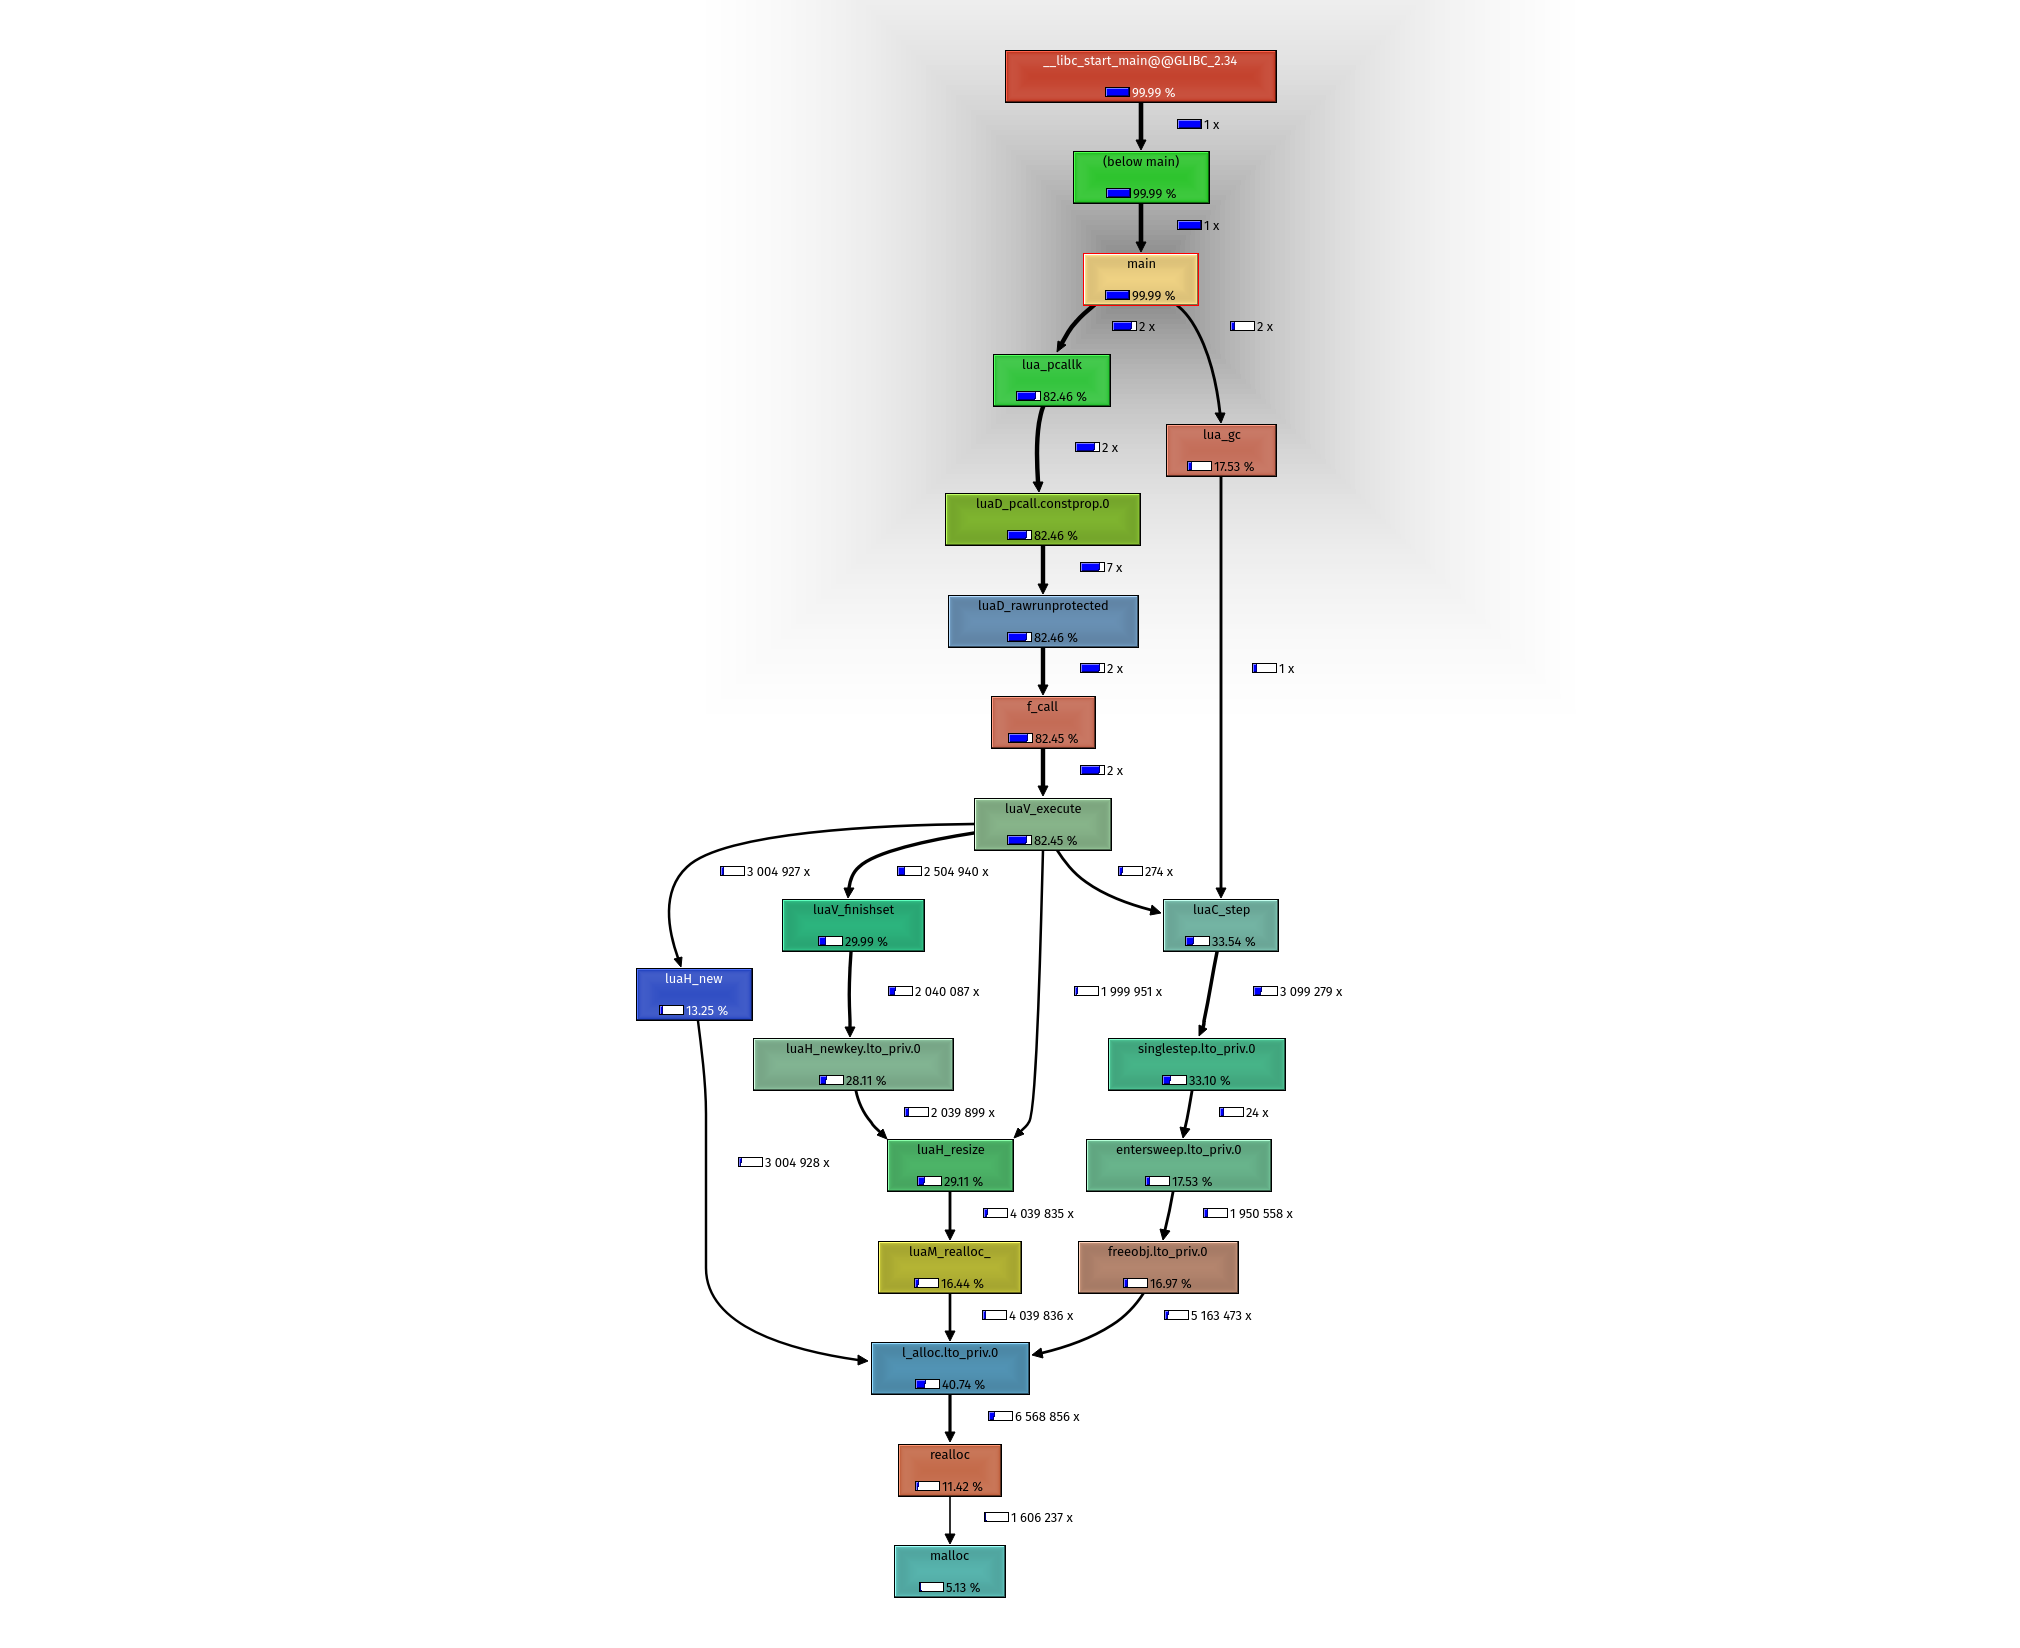 __libc_start_main@@GLIBC_2.34
99.99 %
1 x
(below main)
99.99 %
1 x
main
99.99 %
2 x
2 x
lua_pcallk
82.46 %
lua_gc
17.53 %
2 x
luaD_pcall.constprop.0
82.46 %
7 x
luaD_rawrunprotected
82.46 %
2 x
1 x
f_call
82.45 %
2 x
luaV_execute
82.45 %
3 004 927 x
2 504 940 x
274 x
luaV_finishset
29.99 %
luaC_step
33.54 %
luaH_new
13.25 %
2 040 087 x
1 999 951 x
3 099 279 x
luaH_newkey.lto_priv.0
28.11 %
singlestep.lto_priv.0
33.10 %
2 039 899 x
24 x
luaH_resize
29.11 %
entersweep.lto_priv.0
17.53 %
3 004 928 x
4 039 835 x
1 950 558 x
luaM_realloc_
16.44 %
freeobj.lto_priv.0
16.97 %
4 039 836 x
5 163 473 x
l_alloc.lto_priv.0
40.74 %
6 568 856 x
realloc
11.42 %
1 606 237 x
malloc
5.13 %